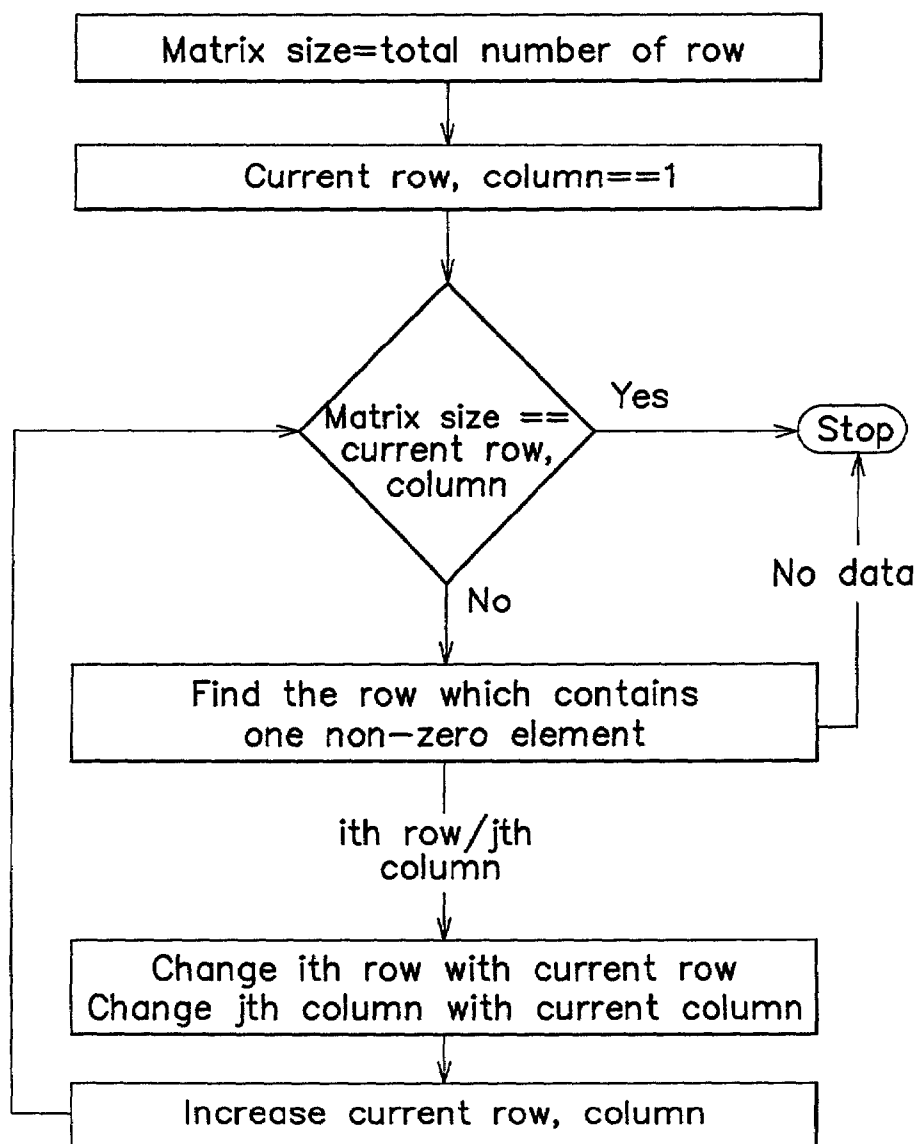 Matrix size=total number of row
Current row, column==1
Matrix size ==
current row,
column
Yes
Stop
No data
No
Find the row which contains
one non-zero element
ith row/jth
column
Change ith row with current row
Change jth column with current column
Increase current row, column